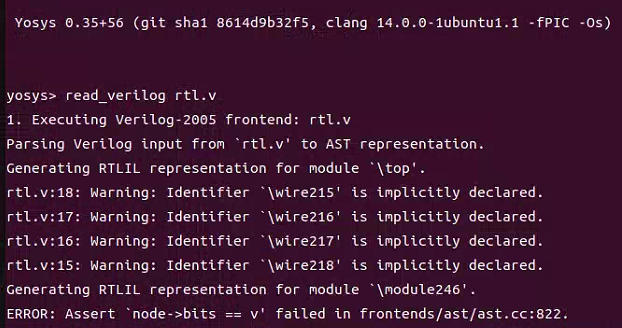 Yosys 0.35+56 (git sha1 8614d9b32f5, clang 14.0.0-1ubuntu1.1 -fPIC -Os)
yosys> read_verilog rtl.v
1. Executing Verilog-2005 frontend: rtl.v
Parsing Verilog input from `rtl.v' to AST representation.
Generating RTLIL representation for module `\top'.
rtl.v:18: Warning: Identifier `\wire215' is implicitly declared.
rtl.v:17: Warning: Identifier `\wire216' is implicitly declared.
rtl.v:16: Warning: Identifier `\wire217' is implicitly declared.
rtl.v:15: Warning: Identifier `\wire218' is implicitly declared.
Generating RTLIL representation for module `\module246'.
ERROR: Assert `node->bits == v' failed in frontends/ast/ast.cc:822.